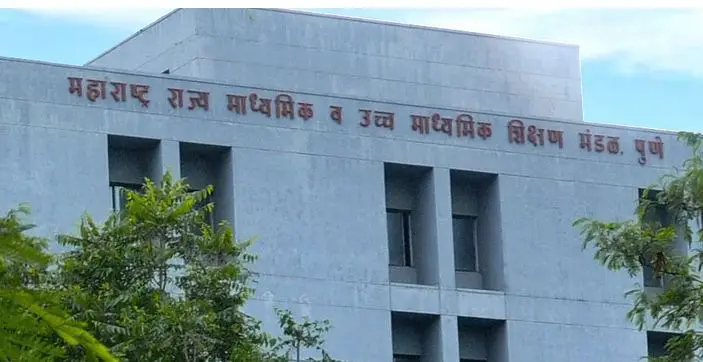 महाराष्ट्र राज्य माध्यमिक व उच्च माध्यमिक शिक्षण मंडळ, पुणे